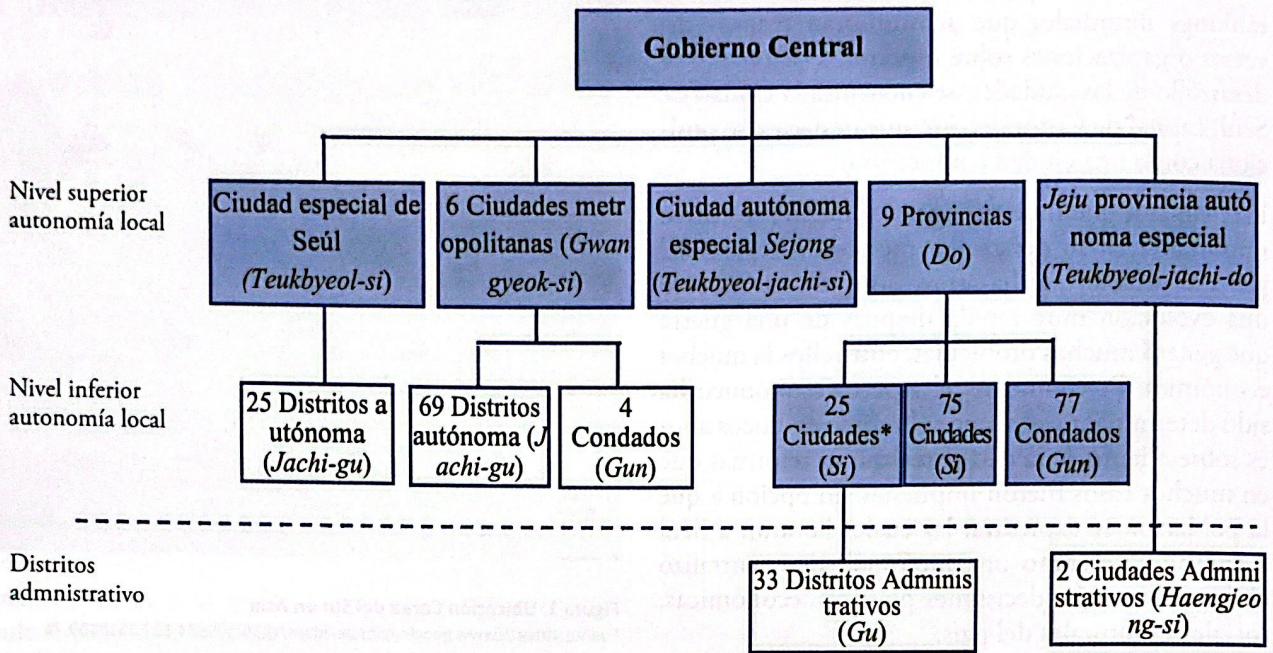 Gobierno Central
Nivel superior
autonomía local
Ciudad especial de
Seúl
(Teukbyeol-si)
6 Ciudades metr
opolitanas (Gwan
gyeok-si)
Ciudad autónoma
especial Sejong
(Teukbyeol-jachi-si)
9 Provincias
(Do)
Jeju provincia autó
noma especial
(Teukbyeol-jachi-do
Nivel inferior
autonomía local
25 Distritos a
utónoma
(Jachi-gu)
69 Distritos
autónoma (J
achi-gu)
4
Condados
(Gun)
25
Ciudades*
(Si)
75
Ciudades
(Si)
77
Condados
(Gun)
Distritos
admnistrativo
33 Distritos Adminis
trativos
(Gu)
2 Ciudades Admini
strativos (Haengjeo
ng-si)